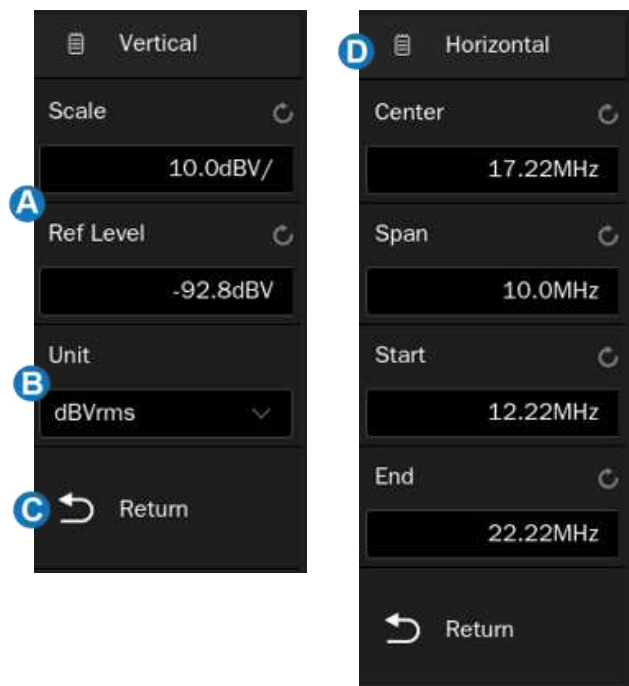 Vertical
Scale
10.0dBV/
A
Ref Level
-92.8dBV
Unit
B
dBVrms
C
Return
D
Horizontal
Center
17.22MHz
Span
10.0MHz
Start
12.22MHz
End
22.22MHz
Return